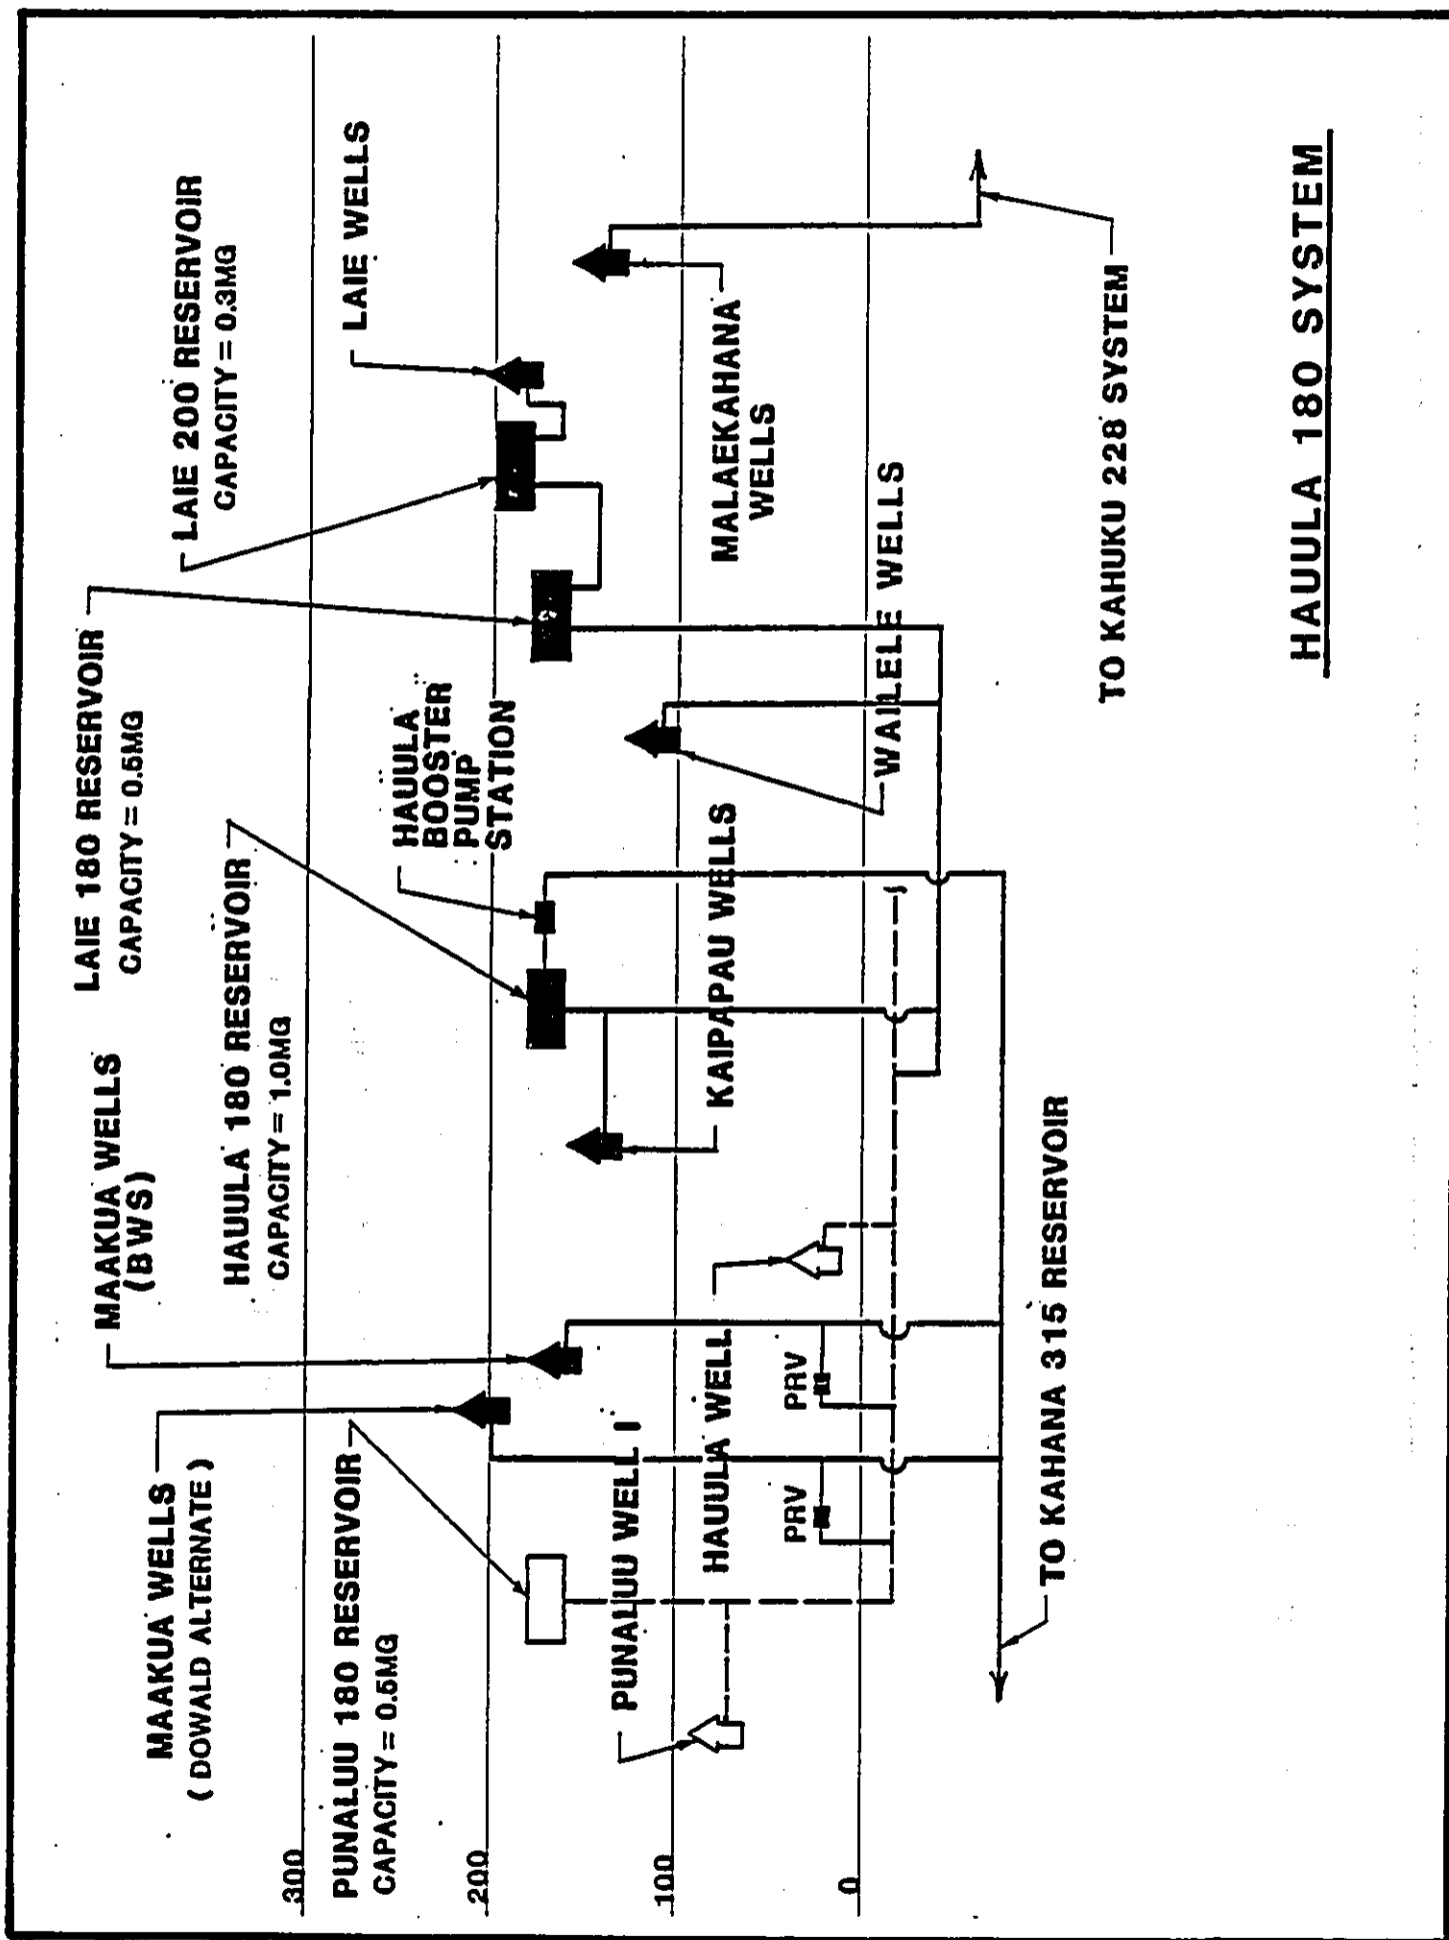 MAAKUA WELLS
(DOWALD ALTERNATE)
MAAKUA WELLS
(BWS)
LAIE 180' RESERVOIR
CAPACITY = 0.5MG
LAIE 200' RESERVOIR
CAPACITY = 0.3MG
HAUULA 180' RESERVOIR
CAPACITY = 1.0MG
LAIE WELLS
300
PUNALUU 180' RESERVOIR
CAPACITY = 0.5MG
HAUULA
BOOSTER
PUMP
STATION
200
PUNALUU WELL I
HAUULA WELL
KAIPAPAU WELLS
MALAEKAHANA
WELLS
100
PRV
PRV
WAILELE WELLS
0
TO KAHANA 315 RESERVOIR
TO KAHUKU 228' SYSTEM
HAUULA 180 SYSTEM